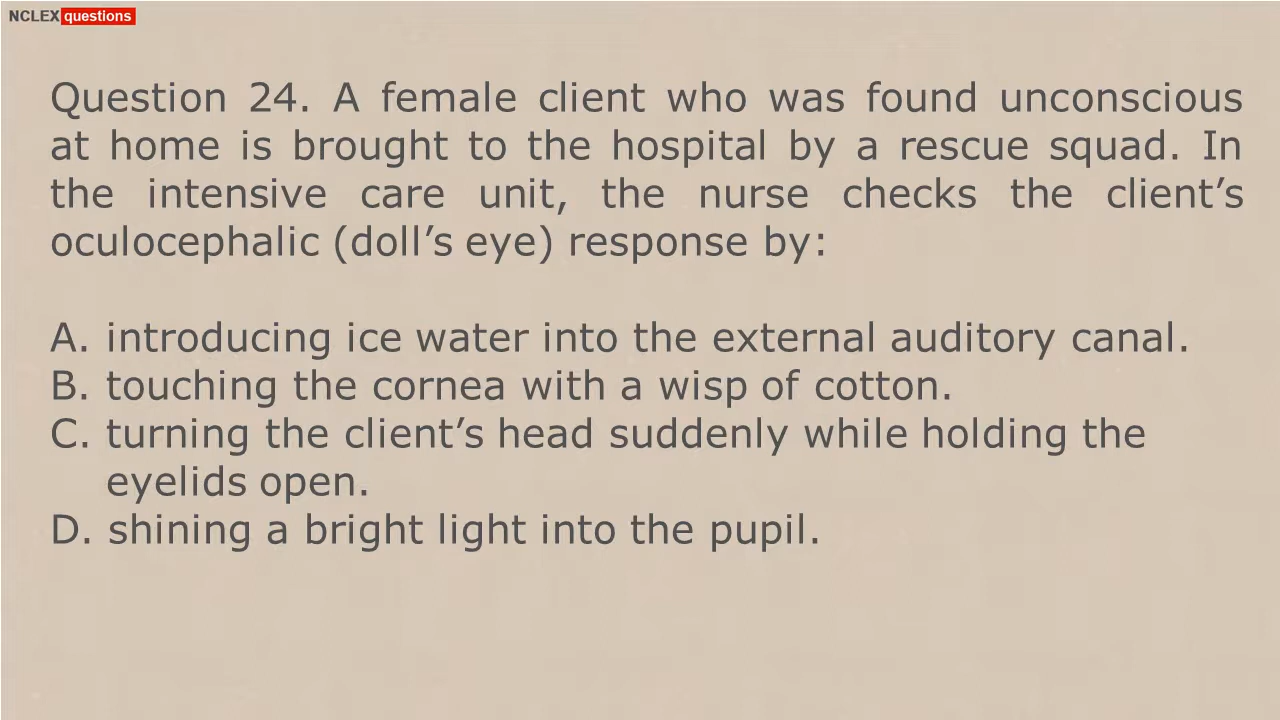 NCLEX questions
Question 24. A female client who was found unconscious
at home is brought to the hospital by a rescue squad. In
the intensive care unit, the nurse checks the client’s
oculocephalic (doll’s eye) response by:
A. introducing ice water into the external auditory canal.
B. touching the cornea with a wisp of cotton.
C. turning the client’s head suddenly while holding the
eyelids open.
D. shining a bright light into the pupil.